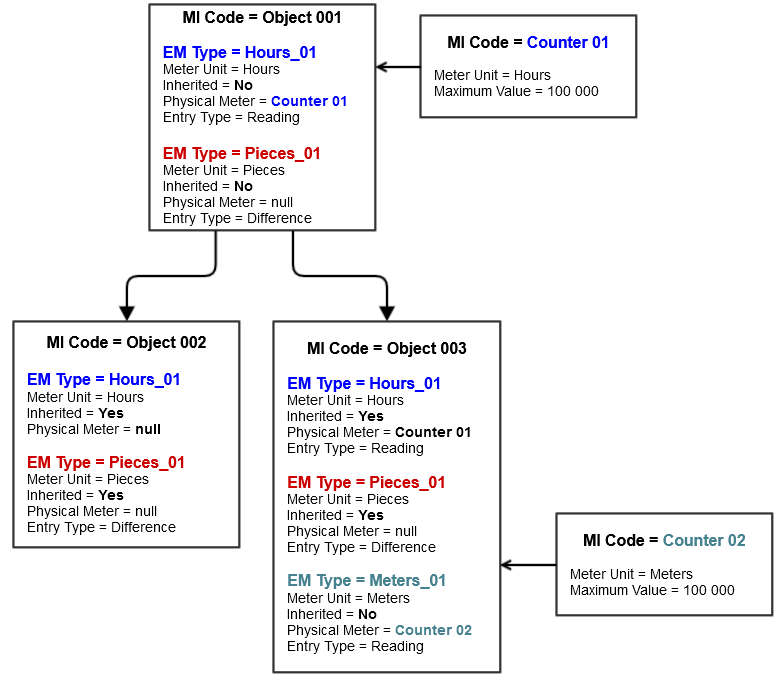 MI Code = Object 001
EM Type = Hours_01
Meter Unit = Hours
Inherited = No
Physical Meter = Counter 01
Entry Type = Reading
EM Type = Pieces_01
Meter Unit = Pieces
Inherited = No
Physical Meter = null
Entry Type = Difference
MI Code = Counter 01
Meter Unit = Hours
Maximum Value = 100 000
MI Code = Object 002
EM Type = Hours_01
Meter Unit = Hours
Inherited = Yes
Physical Meter = null
EM Type = Pieces_01
Meter Unit = Pieces
Inherited = Yes
Physical Meter = null
Entry Type = Difference
MI Code = Object 003
EM Type = Hours_01
Meter Unit = Hours
Inherited = Yes
Physical Meter = Counter 01
Entry Type = Reading
EM Type = Pieces_01
Meter Unit = Pieces
Inherited = Yes
Physical Meter = null
Entry Type = Difference
EM Type = Meters_01
Meter Unit = Meters
Inherited = No
Physical Meter = Counter 02
Entry Type = Reading
MI Code = Counter 02
Meter Unit = Meters
Maximum Value = 100 000